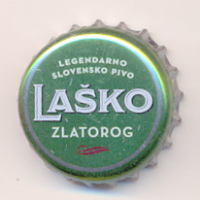 LEGENDARNO
SLOVENSKO PIVO
LAŠKO
ZLATOROG